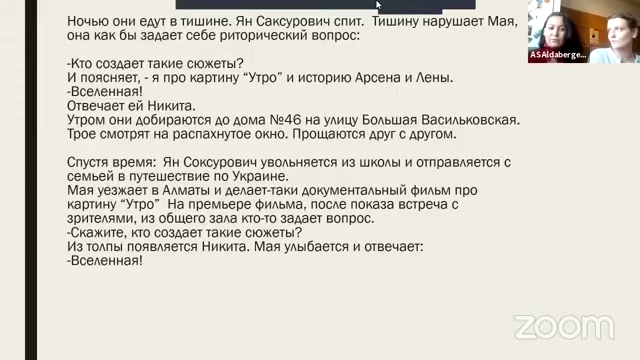 Ночью они едут в тишине. Ян Саксурович спит.  Тишину нарушает Мая,
она как бы задает себе риторический вопрос:
-Кто создает такие сюжеты?
И поясняет, - я про картину “Утро” и историю Арсена и Лены.
-Вселенная!
Отвечает ей Никита.
Утром они добираются до дома №46 на улицу Большая Васильковская.
Трое смотрят на распахнутое окно. Прощаются друг с другом.
Спустя время:  Ян Соксурович увольняется из школы и отправляется с
семьей в путешествие по Украине.
Мая уезжает в Алматы и делает-таки документальный фильм про
картину “Утро”  На премьере фильма, после показа встреча с
зрителями, из общего зала кто-то задает вопрос.
-Скажите, кто создает такие сюжеты?
Из толпы появляется Никита. Мая улыбается и отвечает:
-Вселенная!
ASAldaberge...
zoom